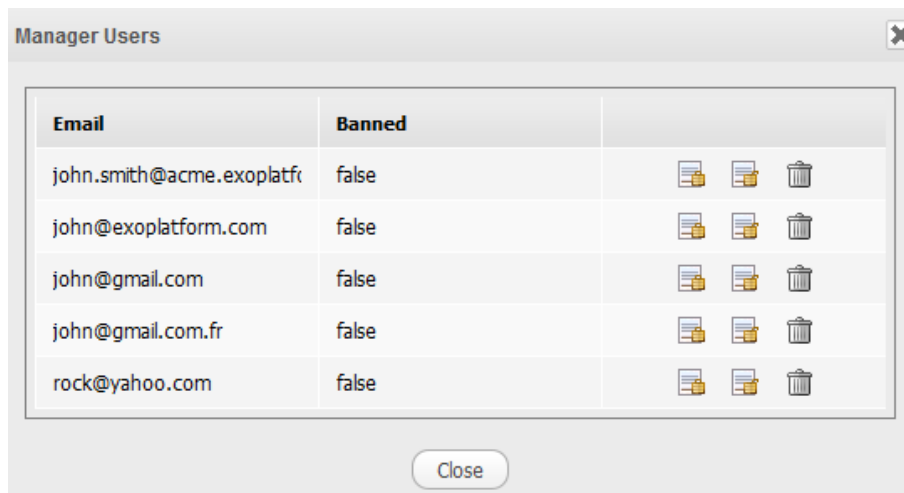 Manager Users
Email Banned
john.smith@acme.exoplatfo false
john@exoplatform.com false
john@gmail.com false
john@gmail.com.fr false
rock@yahoo.com false
Close